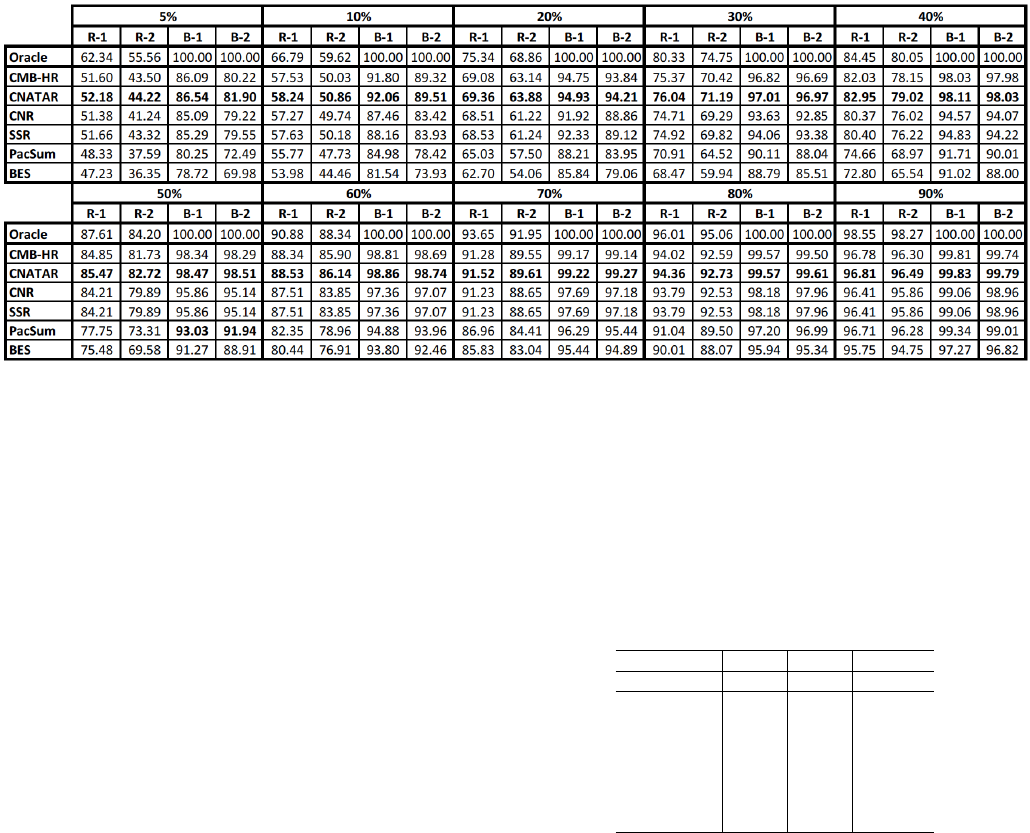 5% 10% 20% 30% 40%
R-1 R-2 B-1 B-2 R-1 R-2 B-1 B-2 R-1 R-2 B-1 B-2 R-1 R-2 B-1 B-2 R-1 R-2 B-1 B-2
Oracle 62.34 55.56 100.00 100.00 66.79 59.62 100.00 100.00 75.34 68.86 100.00 100.00 80.33 74.75 100.00 100.00 84.45 80.05 100.00 100.00
CMB-HR 51.60 43.50 86.09 80.22 57.53 50.03 91.80 89.32 69.08 63.14 94.75 93.84 75.37 70.42 96.82 96.69 82.03 78.15 98.03 97.98
CNATAR 52.18 44.22 86.54 81.90 58.24 50.86 92.06 89.51 69.36 63.88 94.93 94.21 76.04 71.19 97.01 96.97 82.95 79.02 98.11 98.03
CNR 51.38 41.24 85.09 79.22 57.27 49.74 87.46 83.42 68.51 61.22 91.92 88.86 74.71 69.29 93.63 92.85 80.37 76.02 94.57 94.07
SSR 51.66 43.32 85.29 79.55 57.63 50.18 88.16 83.93 68.53 61.24 92.33 89.12 74.92 69.82 94.06 93.38 80.40 76.22 94.83 94.22
PacSum 48.33 37.59 80.25 72.49 55.77 47.73 84.98 78.42 65.03 57.50 88.21 83.95 70.91 64.52 90.11 88.04 74.66 68.97 91.71 90.01
BES 47.23 36.35 78.72 69.98 53.98 44.46 81.54 73.93 62.70 54.06 85.84 79.06 68.47 59.94 88.79 85.51 72.80 65.54 91.02 88.00
50% 60% 70% 80% 90%
R-1 R-2 B-1 B-2 R-1 R-2 B-1 B-2 R-1 R-2 B-1 B-2 R-1 R-2 B-1 B-2 R-1 R-2 B-1 B-2
Oracle 87.61 84.20 100.00 100.00 90.88 88.34 100.00 100.00 93.65 91.95 100.00 100.00 96.01 95.06 100.00 100.00 98.55 98.27 100.00 100.00
CMB-HR 84.85 81.73 98.34 98.29 88.34 85.90 98.81 98.69 91.28 89.55 99.17 99.14 94.02 92.59 99.57 99.50 96.78 96.30 99.81 99.74
CNATAR 85.47 82.72 98.47 98.51 88.53 86.14 98.86 98.74 91.52 89.61 99.22 99.27 94.36 92.73 99.57 99.61 96.81 96.49 99.83 99.79
CNR 84.21 79.89 95.86 95.14 87.51 83.85 97.36 97.07 91.23 88.65 97.69 97.18 93.79 92.53 98.18 97.96 96.41 95.86 99.06 98.96
SSR 84.21 79.89 95.86 95.14 87.51 83.85 97.36 97.07 91.23 88.65 97.69 97.18 93.79 92.53 98.18 97.96 96.41 95.86 99.06 98.96
PacSum 77.75 73.31 93.03 91.94 82.35 78.96 94.88 93.96 86.96 84.41 96.29 95.44 91.04 89.50 97.20 96.99 96.71 96.28 99.34 99.01
BES 75.48 69.58 91.27 88.91 80.44 76.91 93.80 92.46 85.83 83.04 95.44 94.89 90.01 88.07 95.94 95.34 95.75 94.75 97.27 96.82